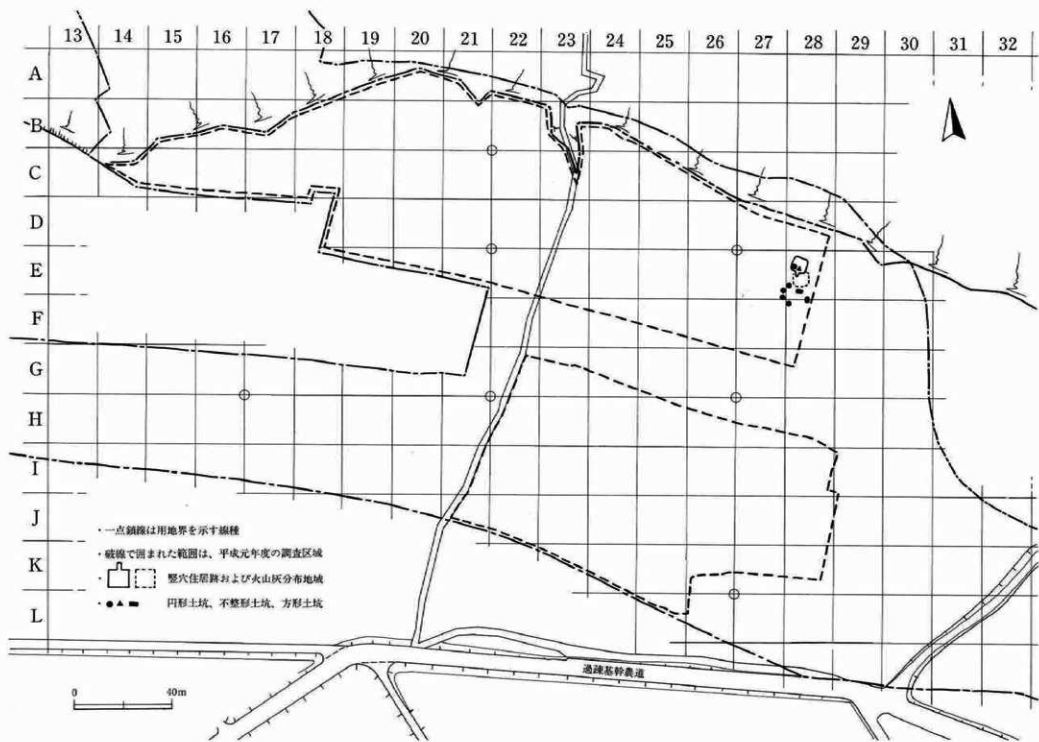 13 14 15 16 17 18 19 20 21 22 23 24 25 26 27 28 29 30 31 32
A
B
C
D
E
F
G
H
I
J
K
L
・一点鎖線は用地界を示す線種
・破線で囲まれた範囲は、平成元年度の調査区域
・竪穴住居跡および火山灰分布地域
・●▲■ 円形土坑、不整形土坑、方形土坑
過疎基幹農道
0 40m